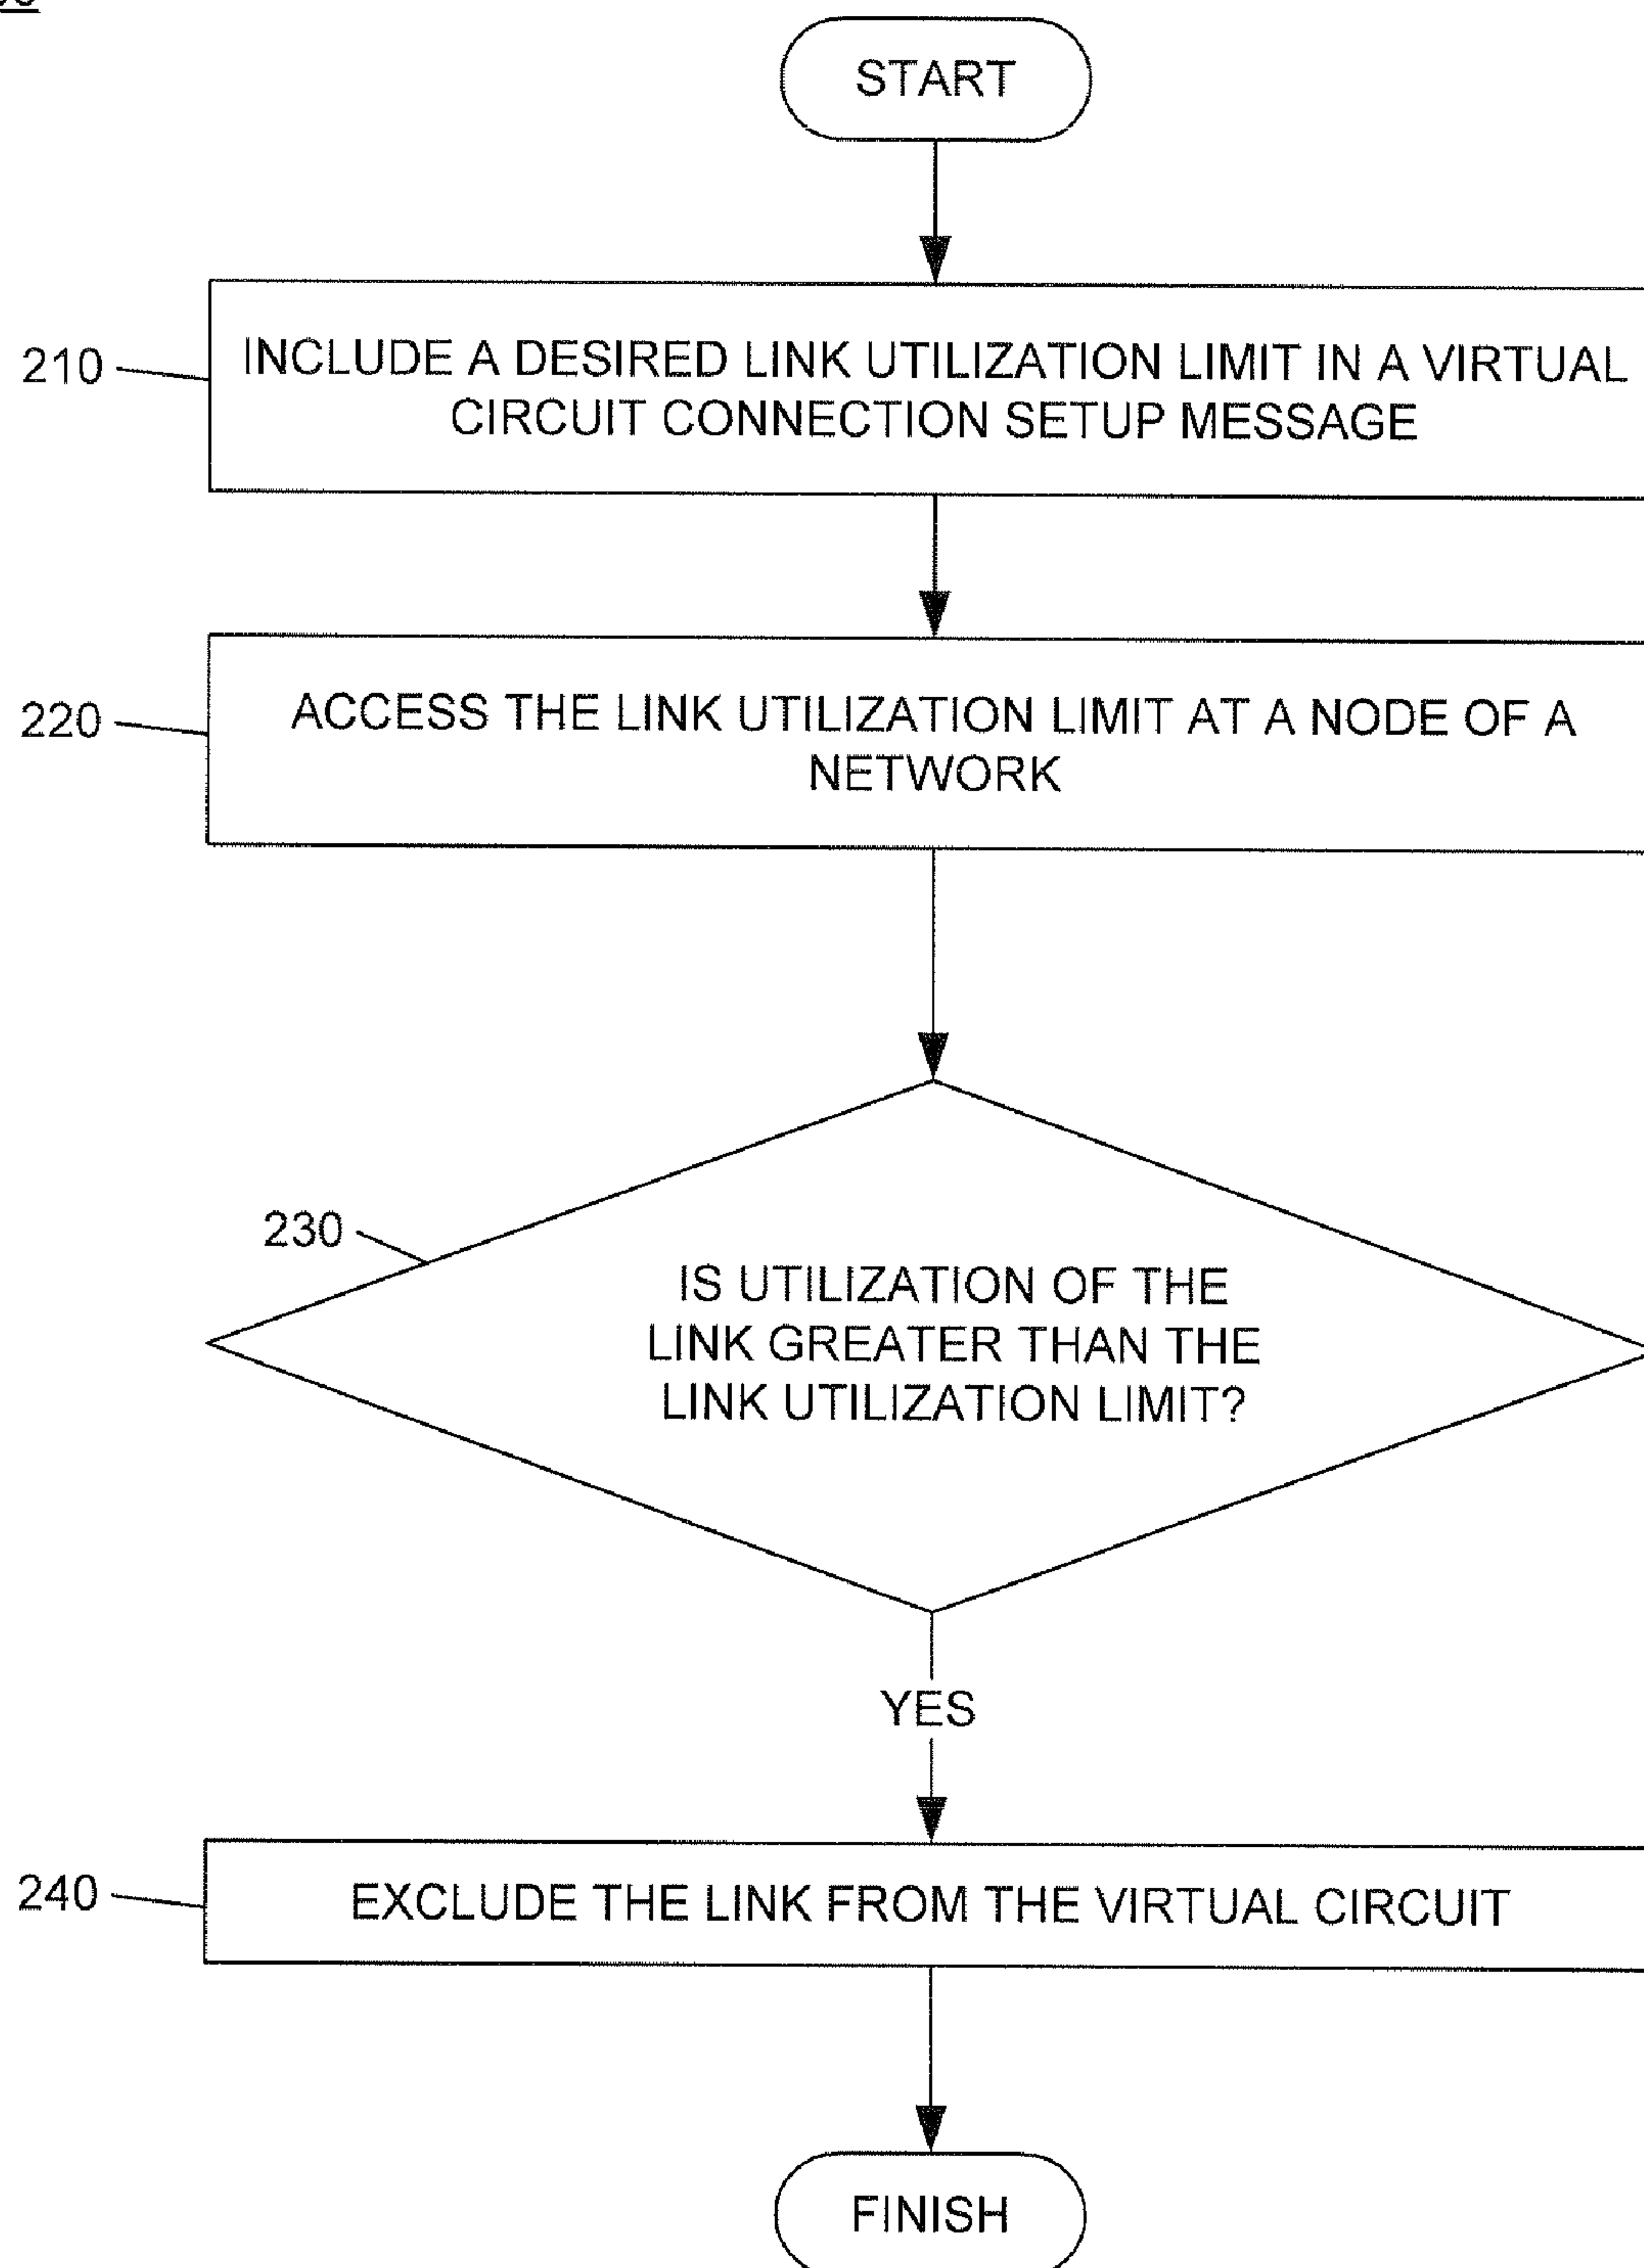 START
210
INCLUDE A DESIRED LINK UTILIZATION LIMIT IN A VIRTUAL
CIRCUIT CONNECTION SETUP MESSAGE
220
ACCESS THE LINK UTILIZATION LIMIT AT A NODE OF A
NETWORK
230
IS UTILIZATION OF THE
LINK GREATER THAN THE
LINK UTILIZATION LIMIT?
YES
240
EXCLUDE THE LINK FROM THE VIRTUAL CIRCUIT
FINISH